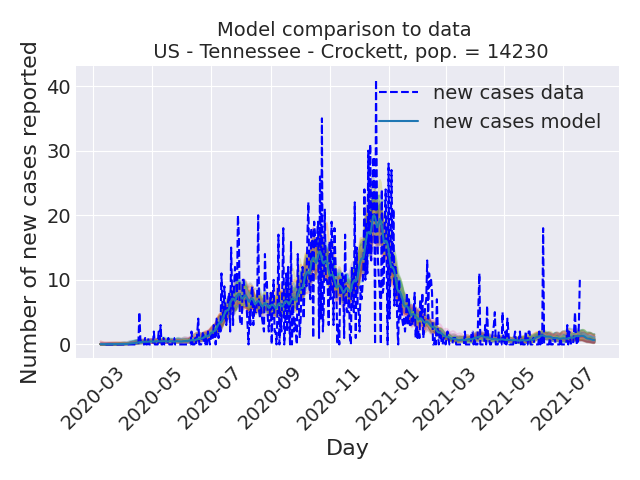 Model comparison to data
US - Tennessee - Crockett, pop. = 14230
Number of new cases reported
40
30
20
10
0
new cases data
new cases model
2020-03
2020-05
2020-07
2020-09
2020-11
2021-01
2021-03
2021-05
2021-07
Day